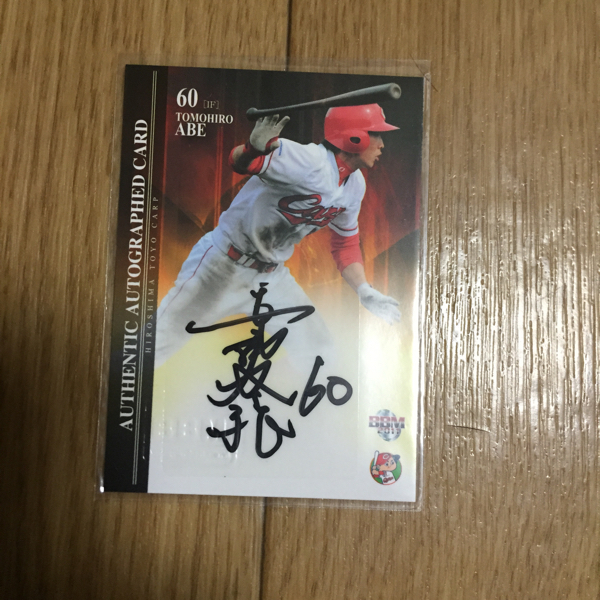 60 [IF]
TOMOHIRO
ABE
AUTHENTIC AUTOGRAPHED CARD
HIROSHIMA TOYO CARP
Carp
60
BBM